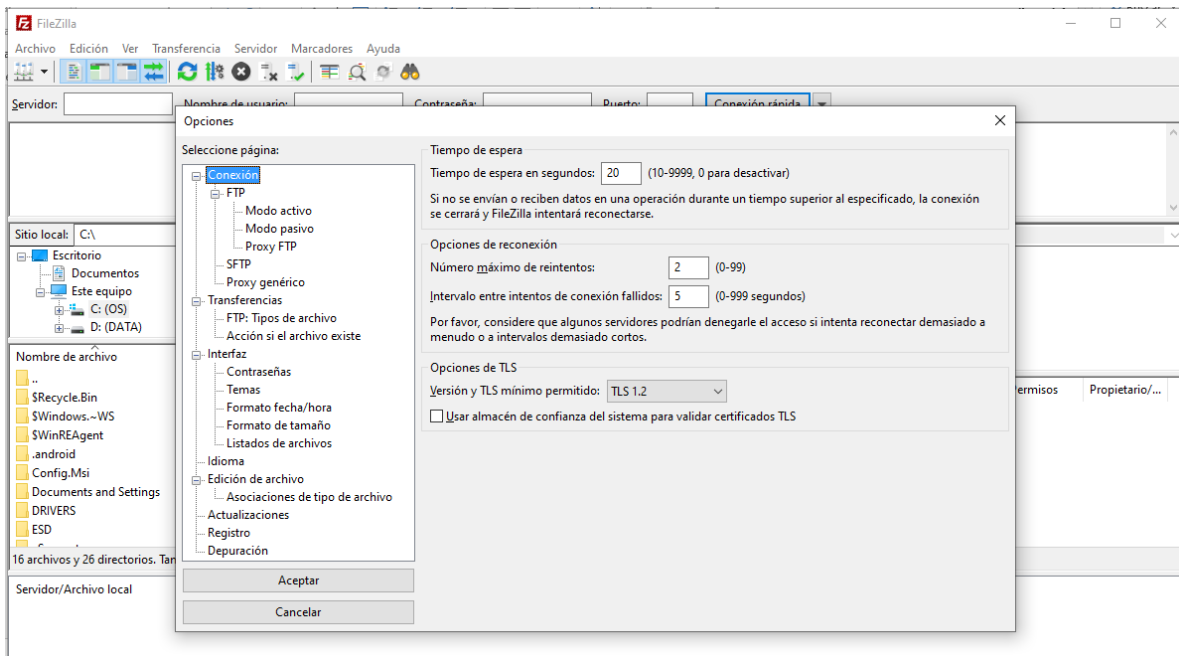 FileZilla
Archivo Edición Ver Transferencia Servidor Marcadores Ayuda
Servidor: Nombre de usuario: Contraseña: Puerto: Conexión rápida
Opciones
Seleccione página:
Conexión
FTP
Modo activo
Modo pasivo
Proxy FTP
SFTP
Proxy genérico
Transferencias
FTP: Tipos de archivo
Acción si el archivo existe
Interfaz
Contraseñas
Temas
Formato fecha/hora
Formato de tamaño
Listados de archivos
Idioma
Edición de archivo
Asociaciones de tipo de archivo
Actualizaciones
Registro
Depuración
Aceptar
Cancelar
Tiempo de espera
Tiempo de espera en segundos: 20 (10-9999, 0 para desactivar)
Si no se envían o reciben datos en una operación durante un tiempo superior al especificado, la conexión
se cerrará y FileZilla intentará reconectarse.
Opciones de reconexión
Número máximo de reintentos: 2 (0-99)
Intervalo entre intentos de conexión fallidos: 5 (0-999 segundos)
Por favor, considere que algunos servidores podrían denegarle el acceso si intenta reconectar demasiado a
menudo o a intervalos demasiado cortos.
Opciones de TLS
Versión y TLS mínimo permitido: TLS 1.2
Usar almacén de confianza del sistema para validar certificados TLS
Sitio local: C:\
Escritorio
Documentos
Este equipo
C: (OS)
D: (DATA)
Nombre de archivo
..
$Recycle.Bin
$Windows.~WS
$WinREAgent
.android
Config.Msi
Documents and Settings
DRIVERS
ESD
16 archivos y 26 directorios. Tan
Servidor/Archivo local
ermisos Propietario/...